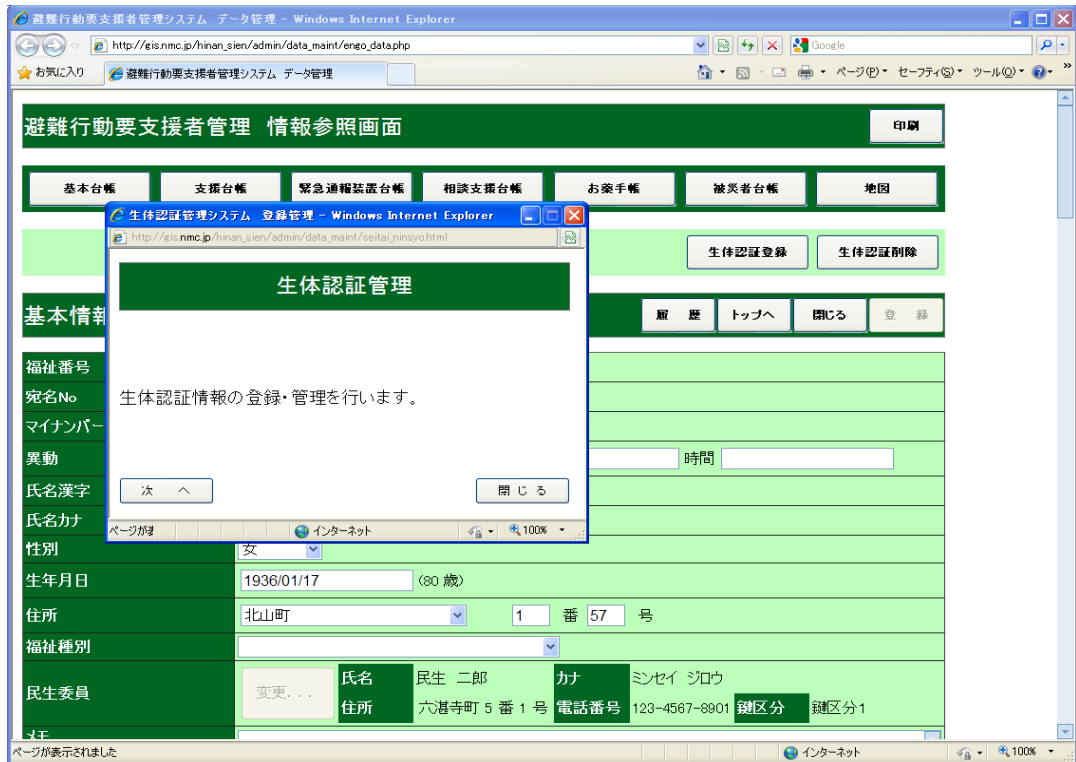 避難行動要支援者管理システム データ管理 - Windows Internet Explorer
http://gis.nmc.jp/hinan_sien/admin/data_maint/engo_data.php
Google
お気に入り
避難行動要支援者管理システム データ管理
ページ(P)
セーフティ(S)
ツール(O)
避難行動要支援者管理 情報参照画面
印刷
基本台帳
支援台帳
緊急通報装置台帳
相談支援台帳
お薬手帳
被災者台帳
地図
生体認証管理システム 登録管理 - Windows Internet Explorer
http://gis.nmc.jp/hinan_sien/admin/data_maint/seitai_ninsyo.html
生体認証登録
生体認証削除
生体認証管理
基本情報
履 歴
トップへ
閉じる
登 録
福祉番号
宛名No
生体認証情報の登録・管理を行います。
マイナンバー
異動
時間
氏名漢字
次 へ
閉 じ る
氏名カナ
ページが表
インターネット
100%
性別
女
生年月日
1936/01/17
(80 歳)
住所
北山町
1 番 57 号
福祉種別
民生委員
変更...
氏名 民生 二郎 カナ ミンセイ ジロウ
住所 六湛寺町 5 番 1 号 電話番号 123-4567-8901 鍵区分 鍵区分1
メモ
ページが表示されました
インターネット
100%